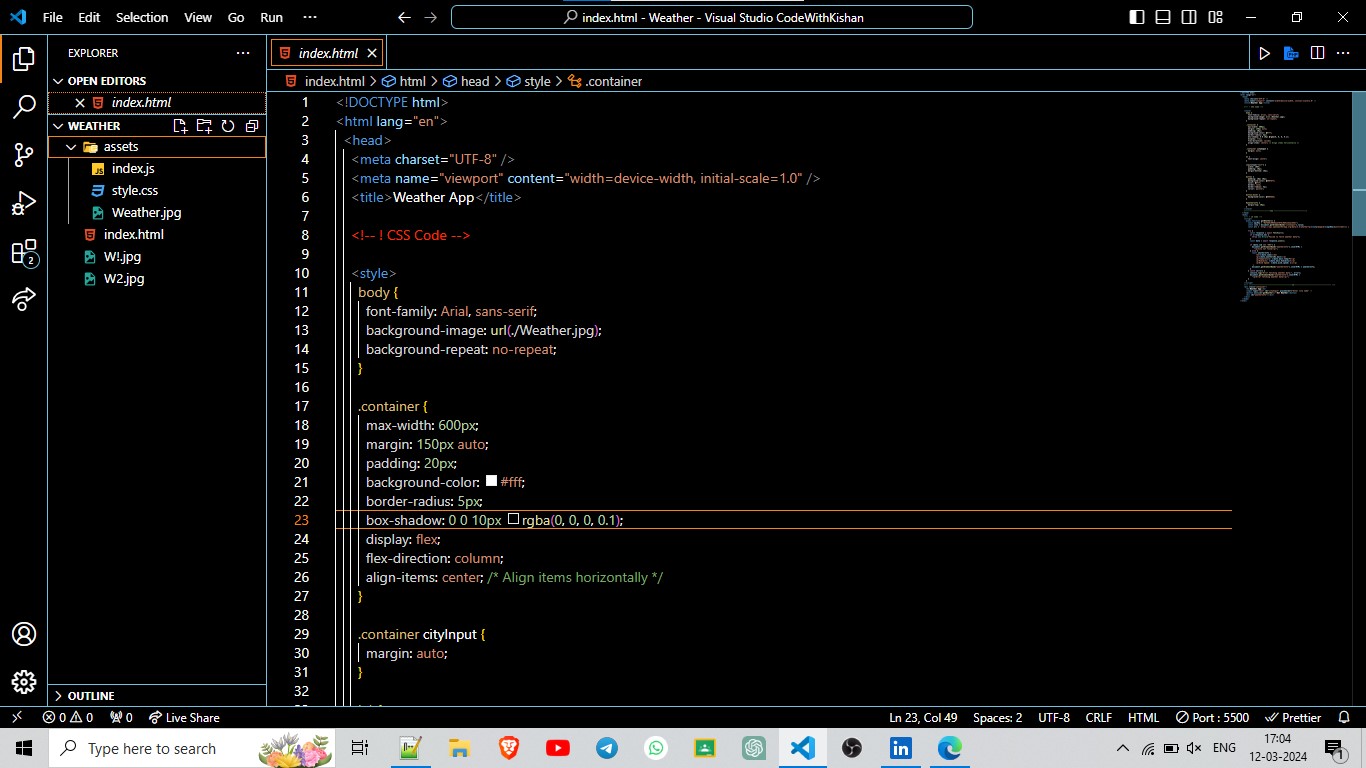 File Edit Selection View Go Run ··· index.html - Weather - Visual Studio CodeWithKishan
EXPLORER ···
OPEN EDITORS
index.html
WEATHER
assets
index.js
style.css
Weather.jpg
index.html
W!.jpg
W2.jpg
OUTLINE
2
index.html
index.html > html > head > style > .container
1 <!DOCTYPE html>
2 <html lang="en">
3 <head>
4 <meta charset="UTF-8" />
5 <meta name="viewport" content="width=device-width, initial-scale=1.0" />
6 <title>Weather App</title>
7
8 <!-- ! CSS Code -->
9
10 <style>
11 body {
12 font-family: Arial, sans-serif;
13 background-image: url(./Weather.jpg);
14 background-repeat: no-repeat;
15 }
16
17 .container {
18 max-width: 600px;
19 margin: 150px auto;
20 padding: 20px;
21 background-color: #fff;
22 border-radius: 5px;
23 box-shadow: 0 0 10px rgba(0, 0, 0, 0.1);
24 display: flex;
25 flex-direction: column;
26 align-items: center; /* Align items horizontally */
27 }
28
29 .container cityInput {
30 margin: auto;
31 }
32
0 0 0 Live Share Ln 23, Col 49 Spaces: 2 UTF-8 CRLF HTML Port : 5500 Prettier
Type here to search
ENG
17:04
12-03-2024
1